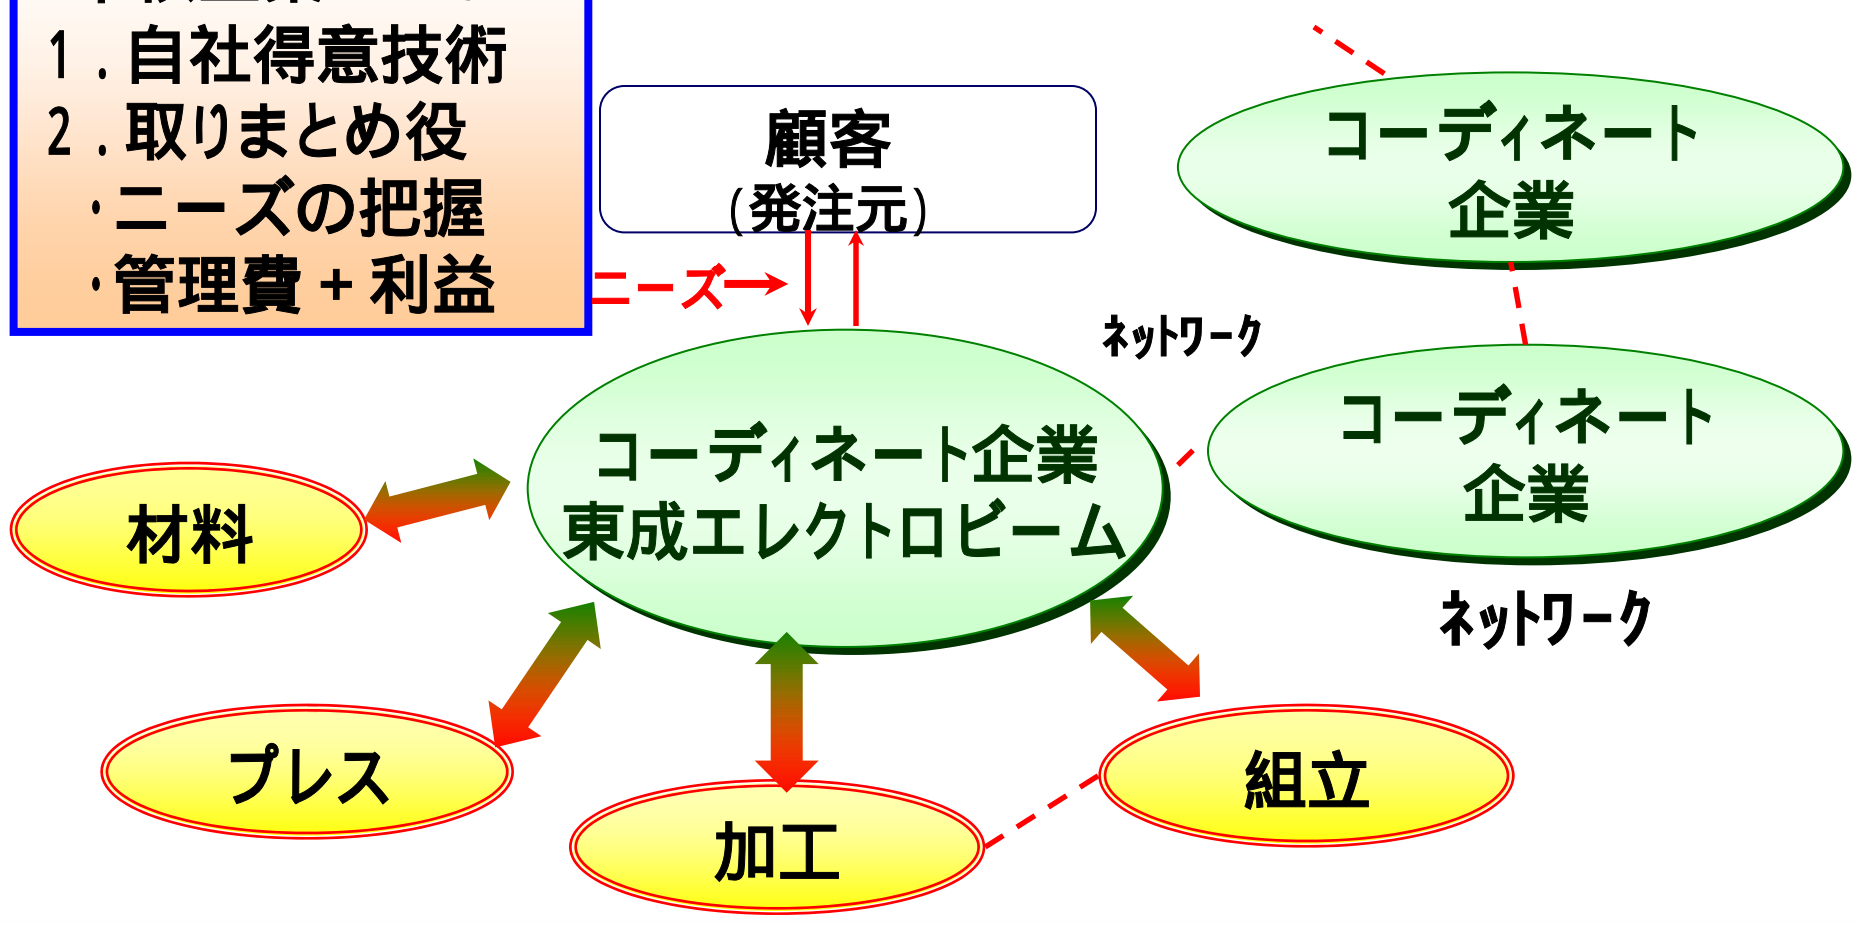 1．自社得意技術
2．取りまとめ役
・ニーズの把握
・管理費＋利益
顧客
(発注元)
ニーズ
コーディネート
企業
ﾈｯﾄﾜｰｸ
コーディネート
企業
コーディネート企業
東成エレクトロビーム
材料
ﾈｯﾄﾜｰｸ
プレス
組立
加工